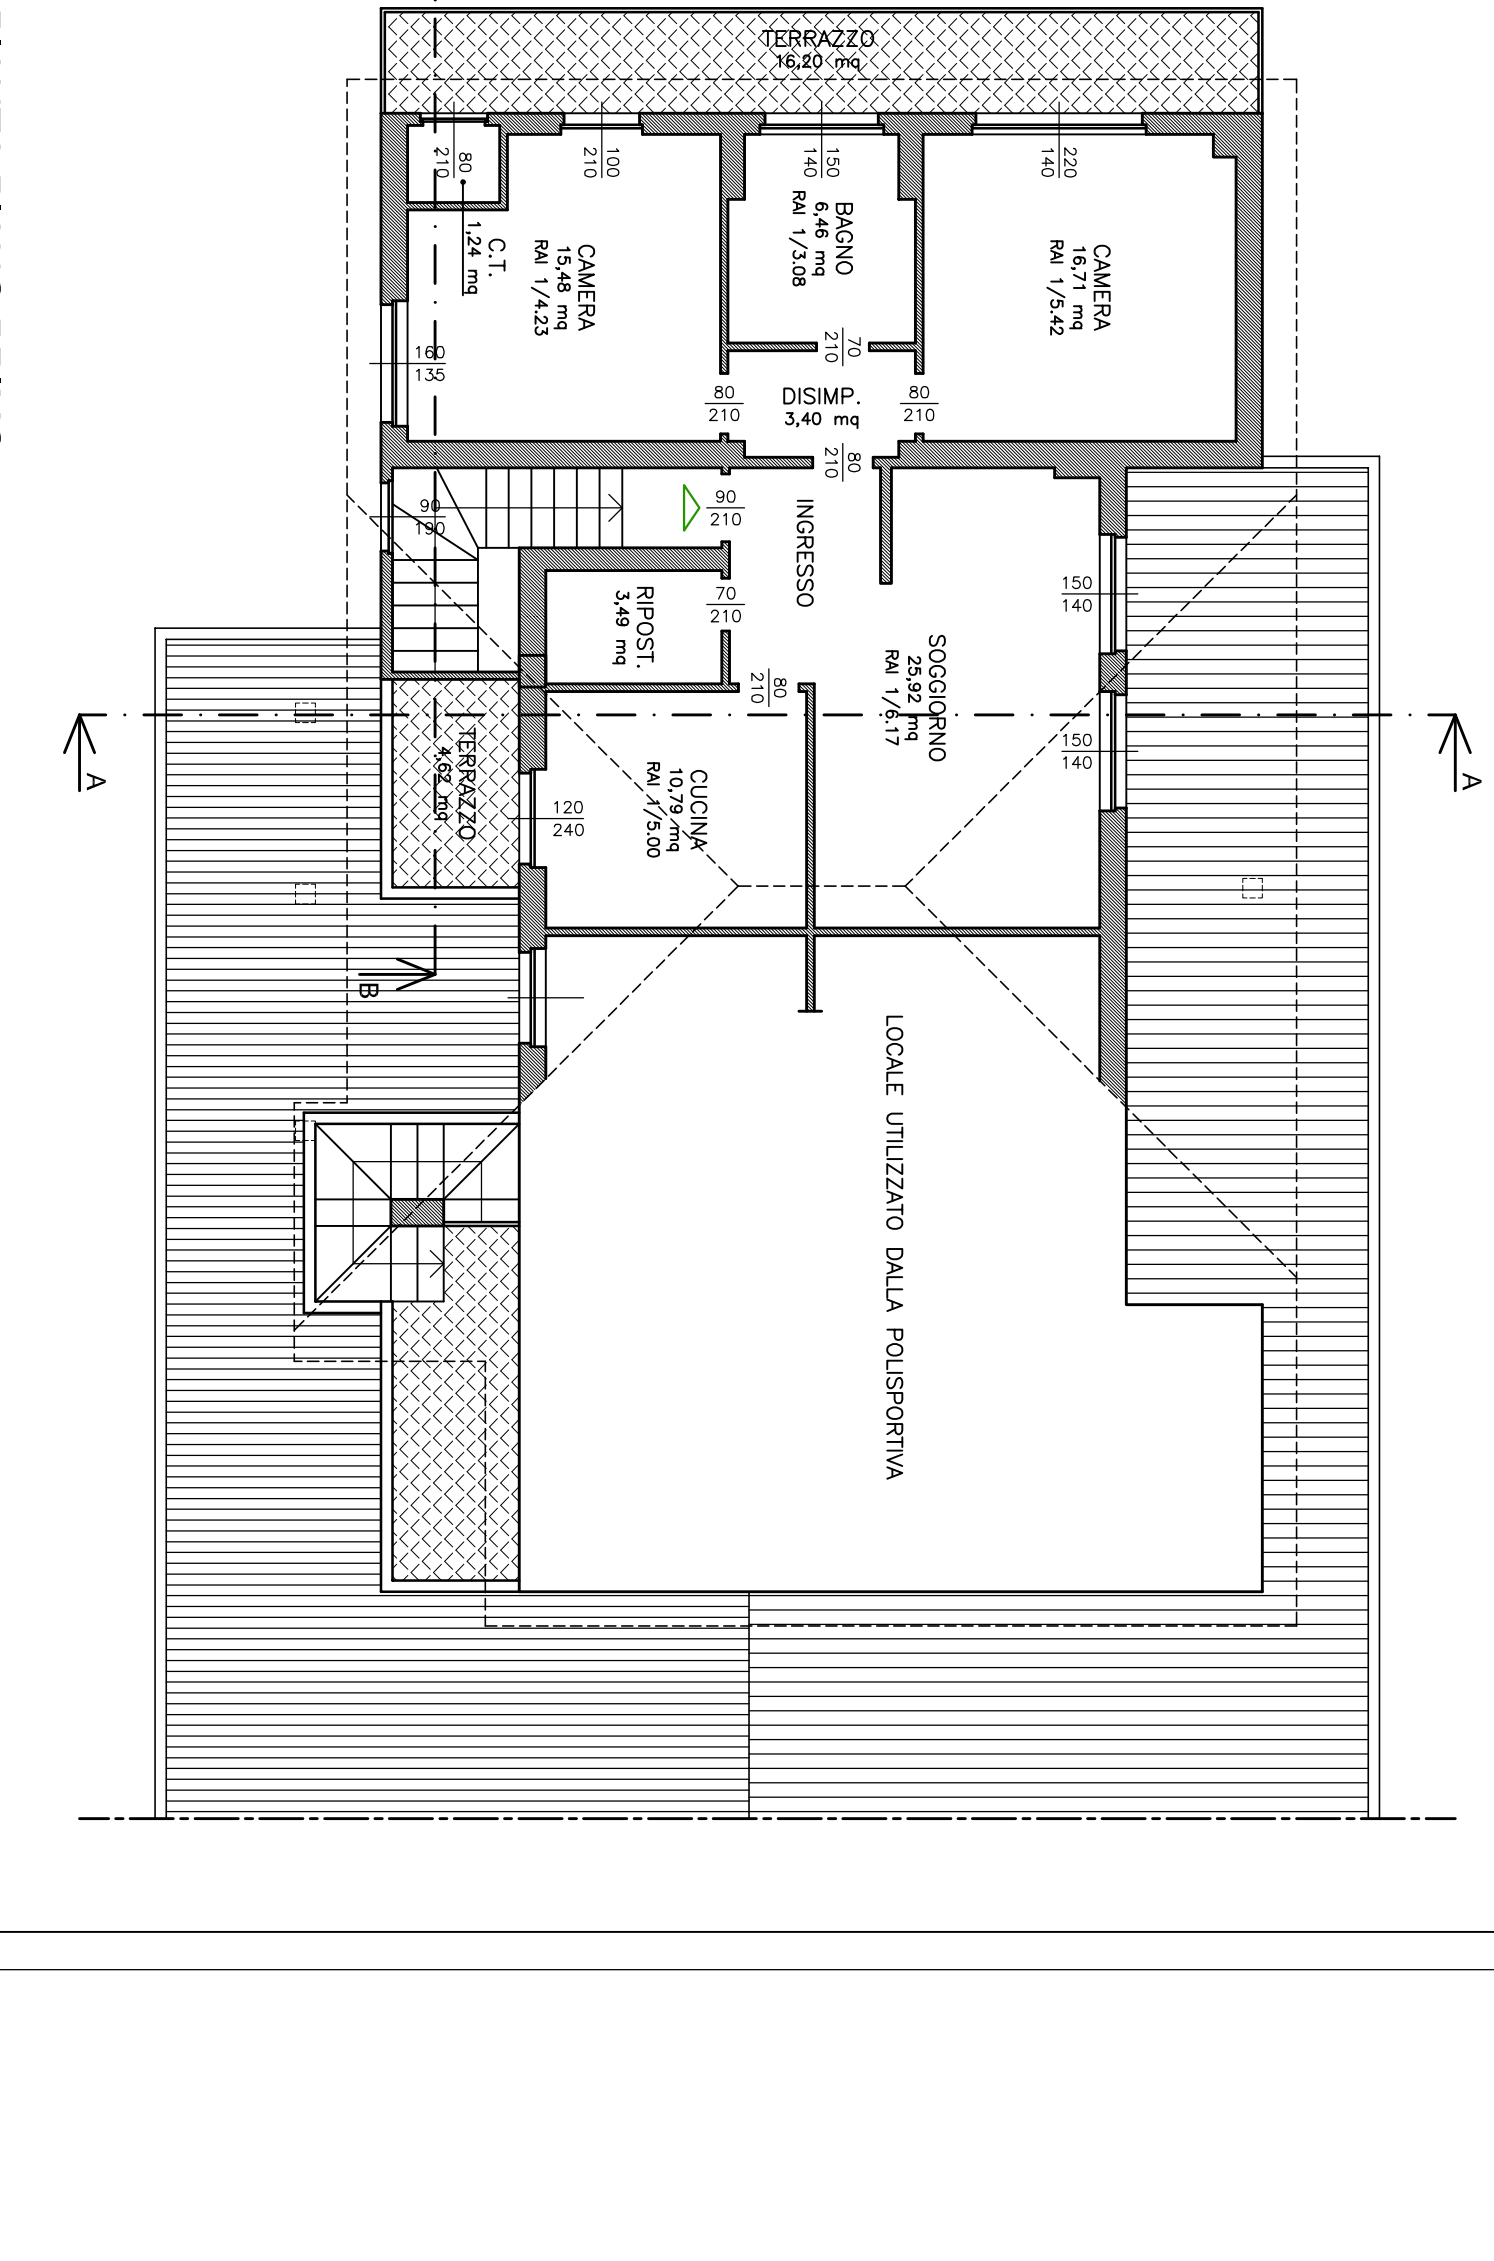 TERRAZZO
16,20 mq
80
210
100
210
150
140
220
140
C.T.
1,24 mq
CAMERA
15,48 mq
RAI 1/4.23
BAGNO
6,46 mq
RAI 1/3.08
CAMERA
16,71 mq
RAI 1/5.42
160
135
70
210
80
210
DISIMP.
3,40 mq
80
210
80
210
90
190
90
210
INGRESSO
RIPOST.
3,49 mq
70
210
150
140
80
210
SOGGIORNO
25,92 mq
RAI 1/6.17
150
140
A
A
TERRAZZO
4,62 mq
120
240
CUCINA
10,79 mq
RAI 1/5.00
B
LOCALE UTILIZZATO DALLA POLISPORTIVA